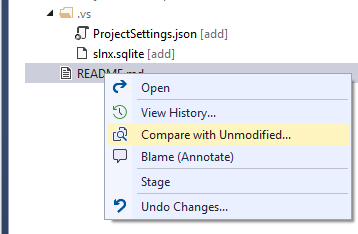 .vs
ProjectSettings.json [add]
slnx.sqlite [add]
README.md
Open
View History...
Compare with Unmodified...
Blame (Annotate)
Stage
Undo Changes...